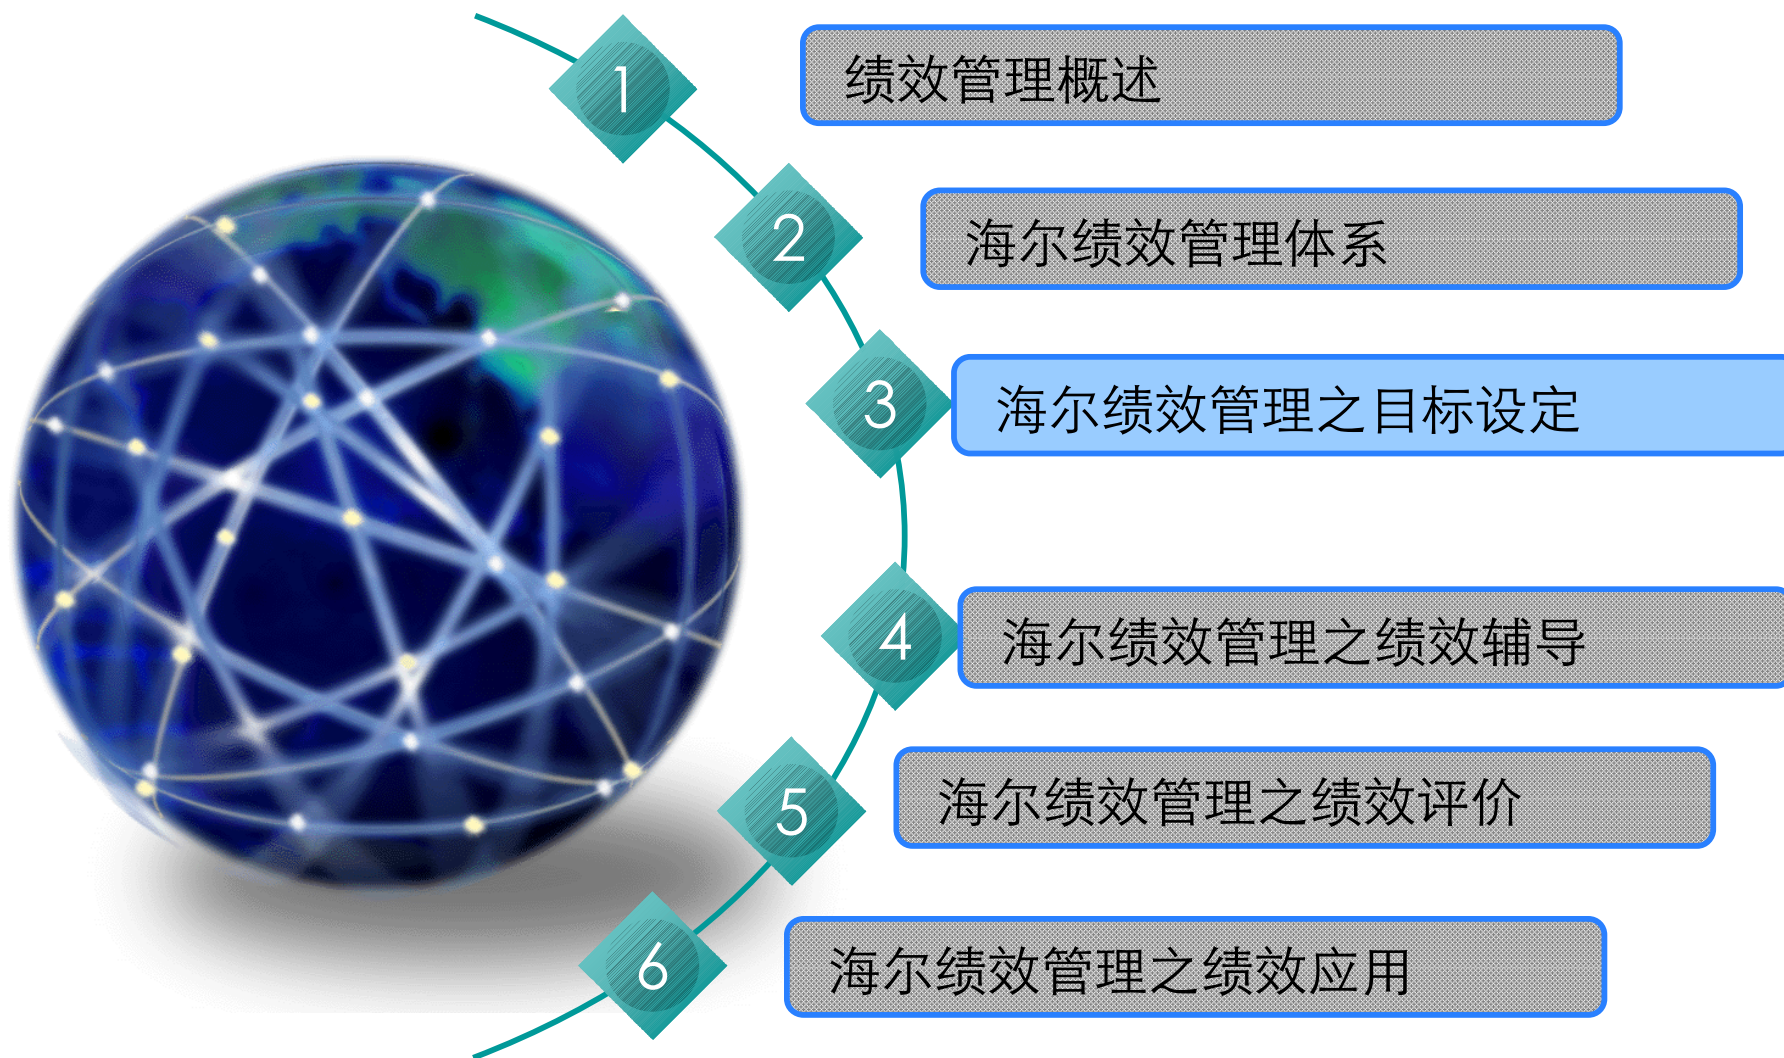 1 绩效管理概述
2 海尔绩效管理体系
3 海尔绩效管理之目标设定
4 海尔绩效管理之绩效辅导
5 海尔绩效管理之绩效评价
6 海尔绩效管理之绩效应用